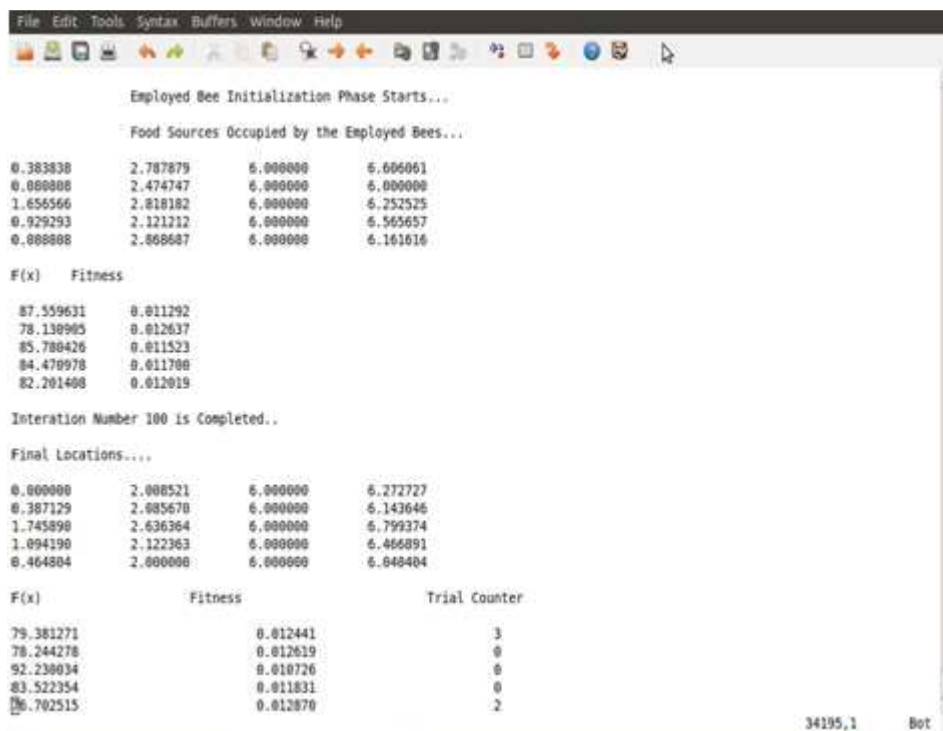 File Edit Tools Syntax Buffers Window Help
Employed Bee Initialization Phase Starts...
Food Sources Occupied by the Employed Bees...
0.383838 2.787879 6.000000 6.606061
0.080808 2.474747 6.000000 6.000000
1.656566 2.818182 6.000000 6.252525
0.929293 2.121212 6.000000 6.565657
0.080808 2.868687 6.000000 6.161616
F(x) Fitness
87.559631 0.011292
78.130905 0.012637
85.780426 0.011523
84.470978 0.011700
82.201408 0.012019
Interation Number 100 is Completed..
Final Locations....
0.000000 2.008521 6.000000 6.272727
0.387129 2.085670 6.000000 6.143646
1.745890 2.636364 6.000000 6.799374
1.094190 2.122363 6.000000 6.466891
0.464804 2.000000 6.000000 6.040404
F(x) Fitness Trial Counter
79.381271 0.012441 3
78.244278 0.012619 0
92.230034 0.010726 0
83.522354 0.011831 0
76.702515 0.012870 2
34195,1 Bot